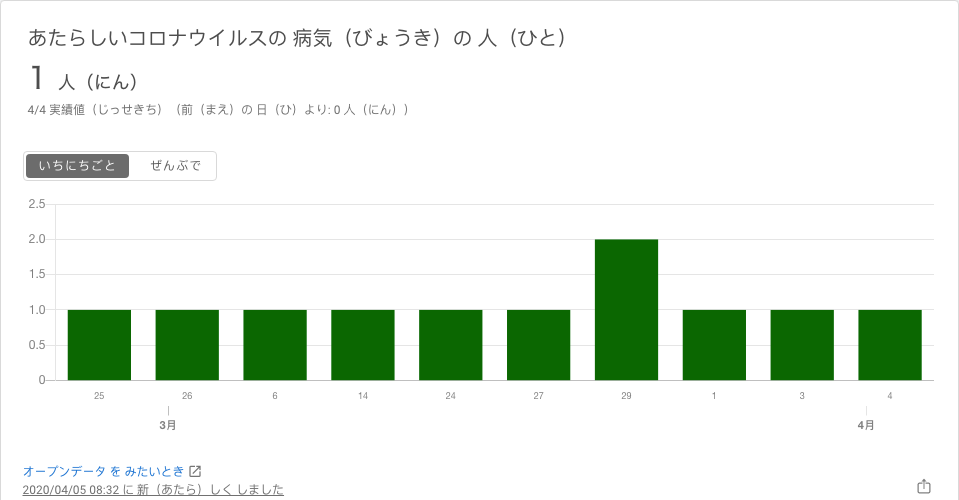 あたらしいコロナウイルスの 病気（びょうき）の 人（ひと）
1 人（にん）
4/4 実績値（じっせきち）（前（まえ）の 日（ひ）より: 0 人（にん））
いちにちごと ぜんぶで
2.5
2.0
1.5
1.0
0.5
0
25 26 6 14 24 27 29 1 3 4
3月 4月
オープンデータ を みたいとき
2020/04/05 08:32 に 新（あたら）しく しました